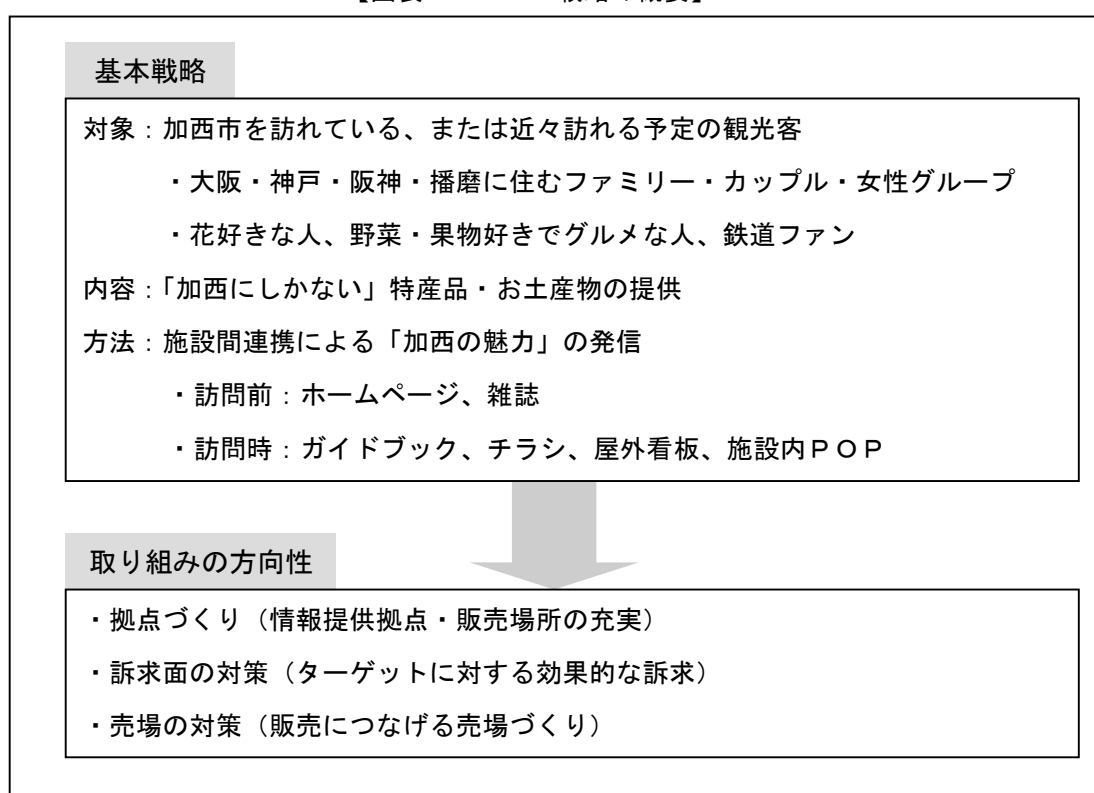 基本戦略
対象：加西市を訪れている、または近々訪れる予定の観光客
・大阪・神戸・阪神・播磨に住むファミリー・カップル・女性グループ
・花好きな人、野菜・果物好きでグルメな人、鉄道ファン
内容：「加西にしかない」特産品・お土産物の提供
方法：施設間連携による「加西の魅力」の発信
・訪問前：ホームページ、雑誌
・訪問時：ガイドブック、チラシ、屋外看板、施設内ＰＯＰ
取り組みの方向性
・拠点づくり（情報提供拠点・販売場所の充実）
・訴求面の対策（ターゲットに対する効果的な訴求）
・売場の対策（販売につなげる売場づくり）